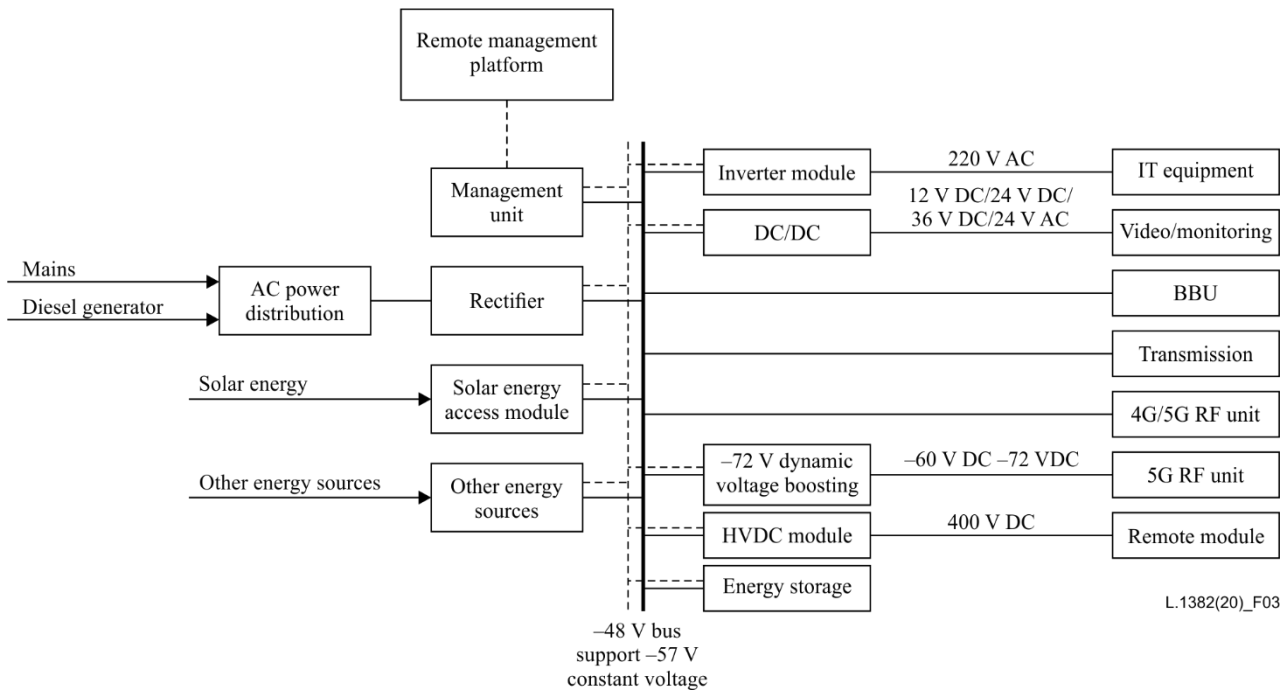 Remote management
platform
Management
unit
Inverter module
220 V AC
IT equipment
12 V DC/24 V DC/
36 V DC/24 V AC
DC/DC
Video/monitoring
Mains
Diesel generator
AC power
distribution
Rectifier
BBU
Transmission
Solar energy
Solar energy
access module
4G/5G RF unit
–72 V dynamic
voltage boosting
–60 V DC –72 VDC
5G RF unit
Other energy sources
Other energy
sources
HVDC module
400 V DC
Remote module
Energy storage
L.1382(20)_F03
–48 V bus
support –57 V
constant voltage